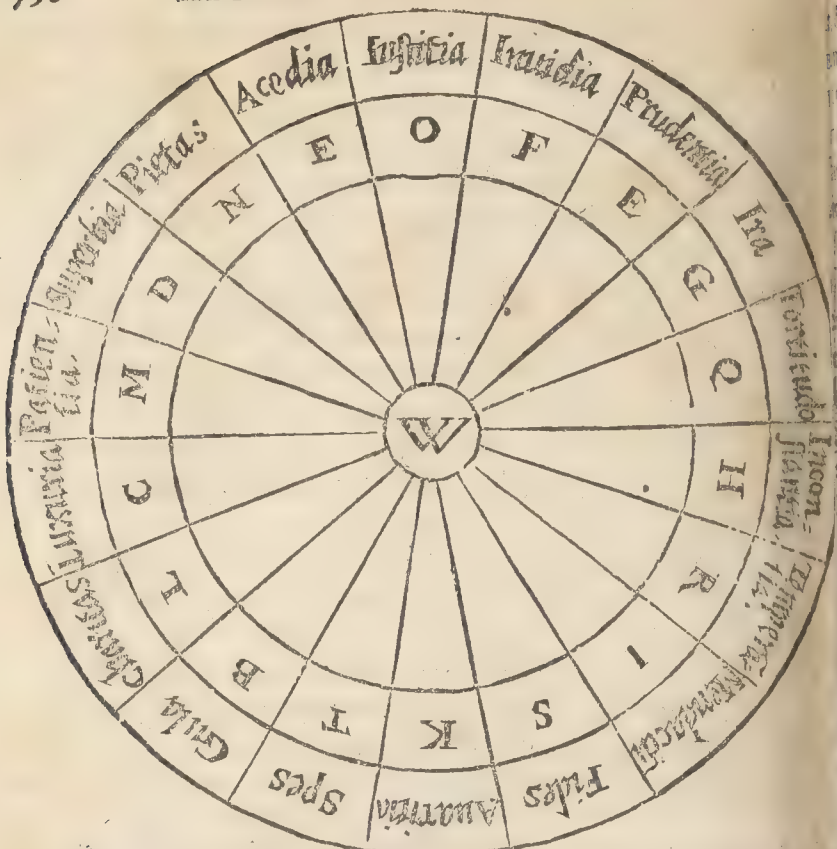 Acedia
Iuſtitia
Inuidia
Prudentia
Ira
Fortitudo
Incon=
ſtantia.
Tempera=
tia.
Fides
Auaritia
Spes
Gula
Charitas
Luxuria
Patien=
tia.
Superbia
Pietas
E
O
F
E
G
Q
H
R
I
S
K
T
B
L
C
M
D
N
W